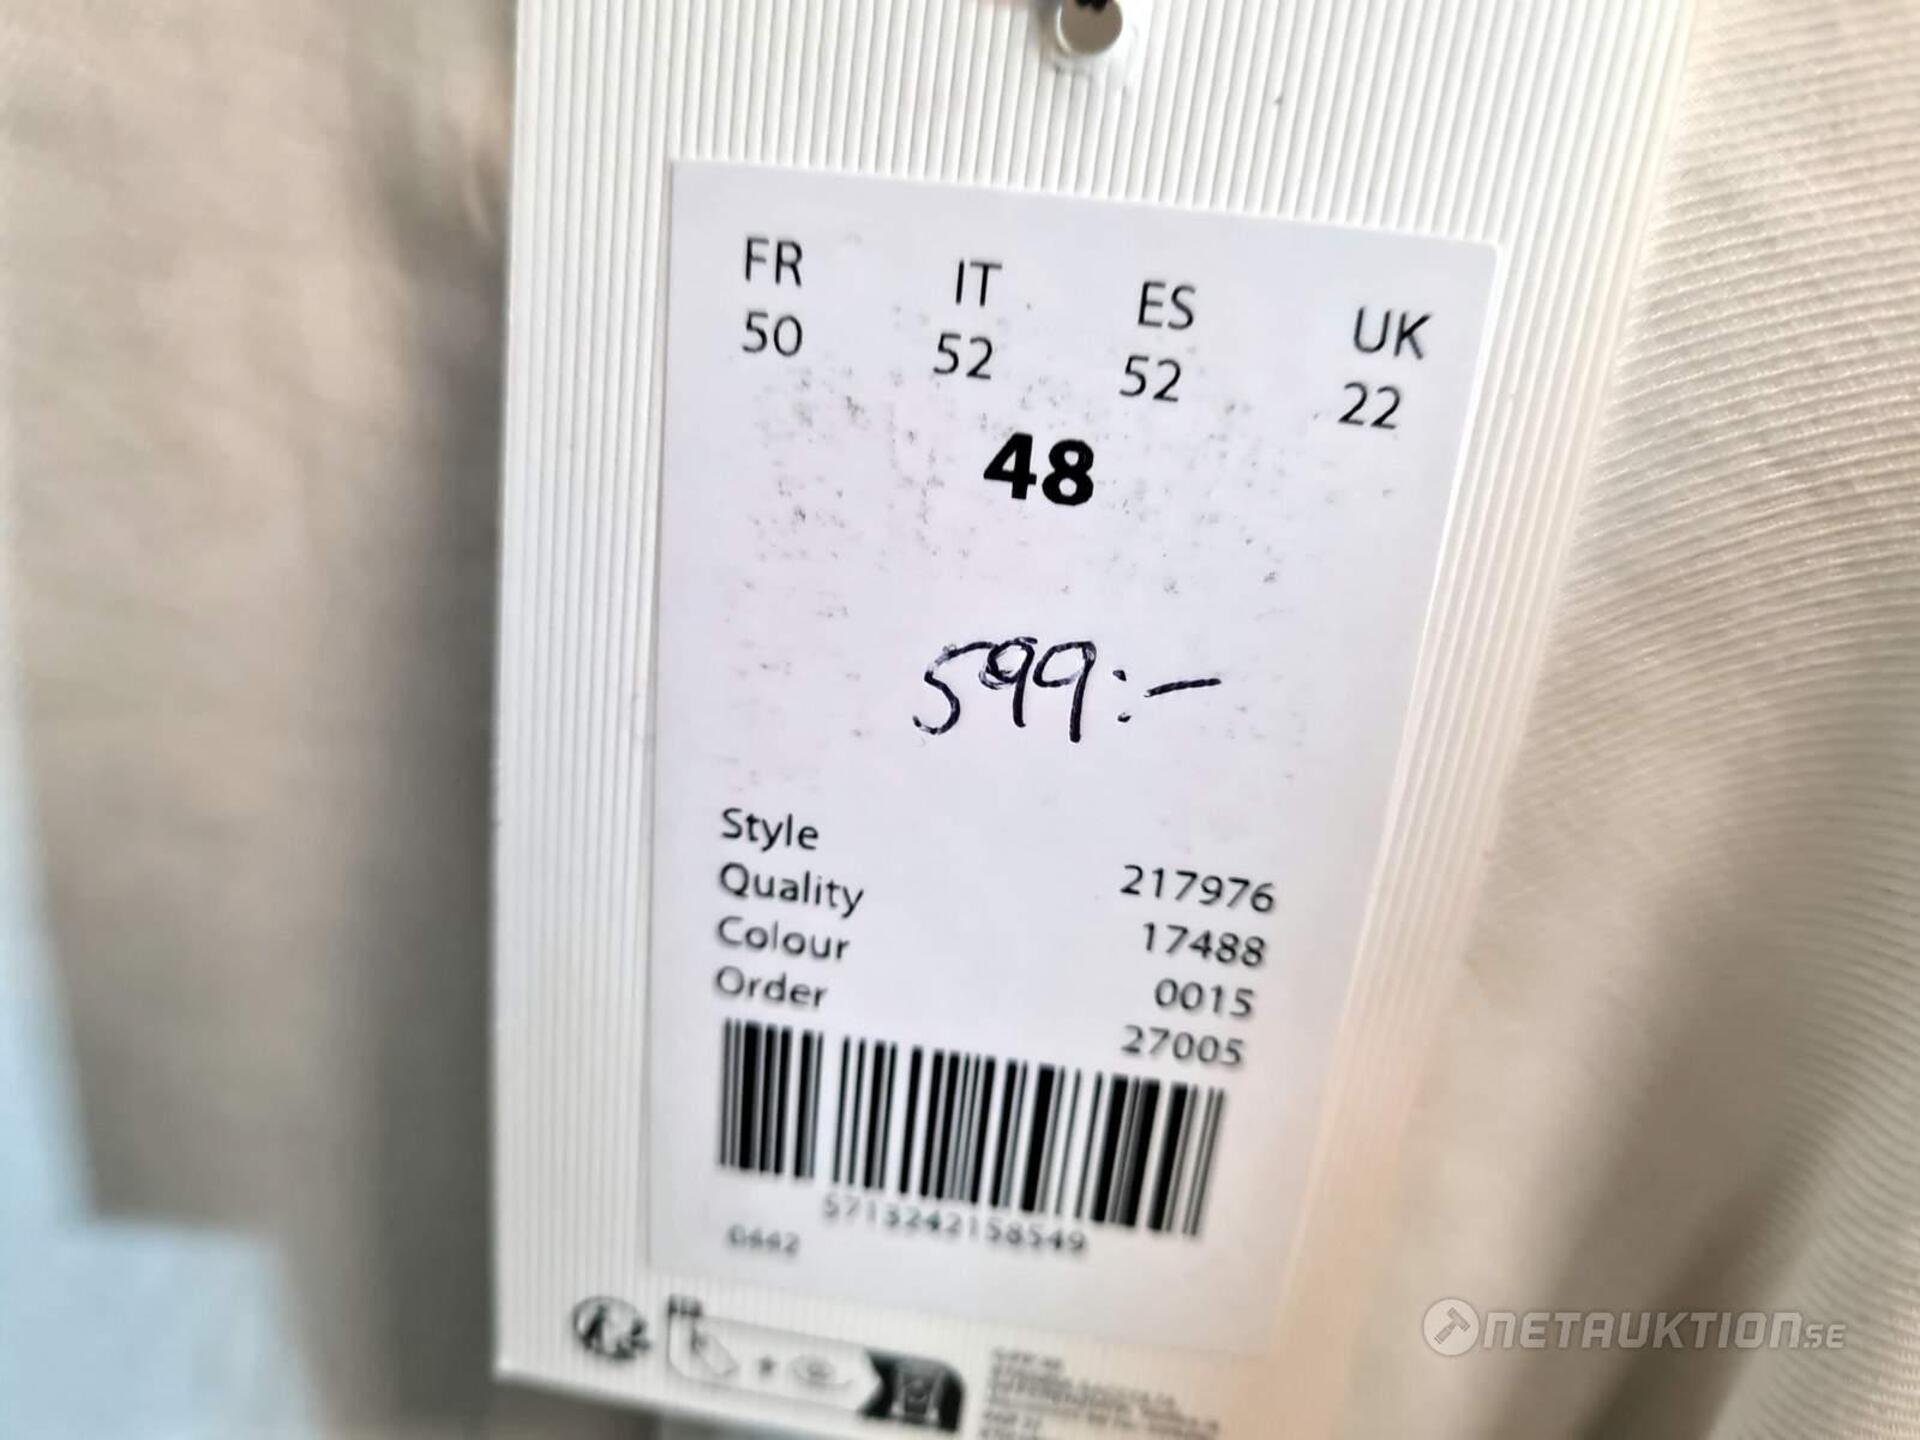 FR IT ES UK
50 52 52 22
48
599:-
Style 217976
Quality 17488
Colour 0015
Order 27005
5713242158549
0442
NETAUKTION.SE